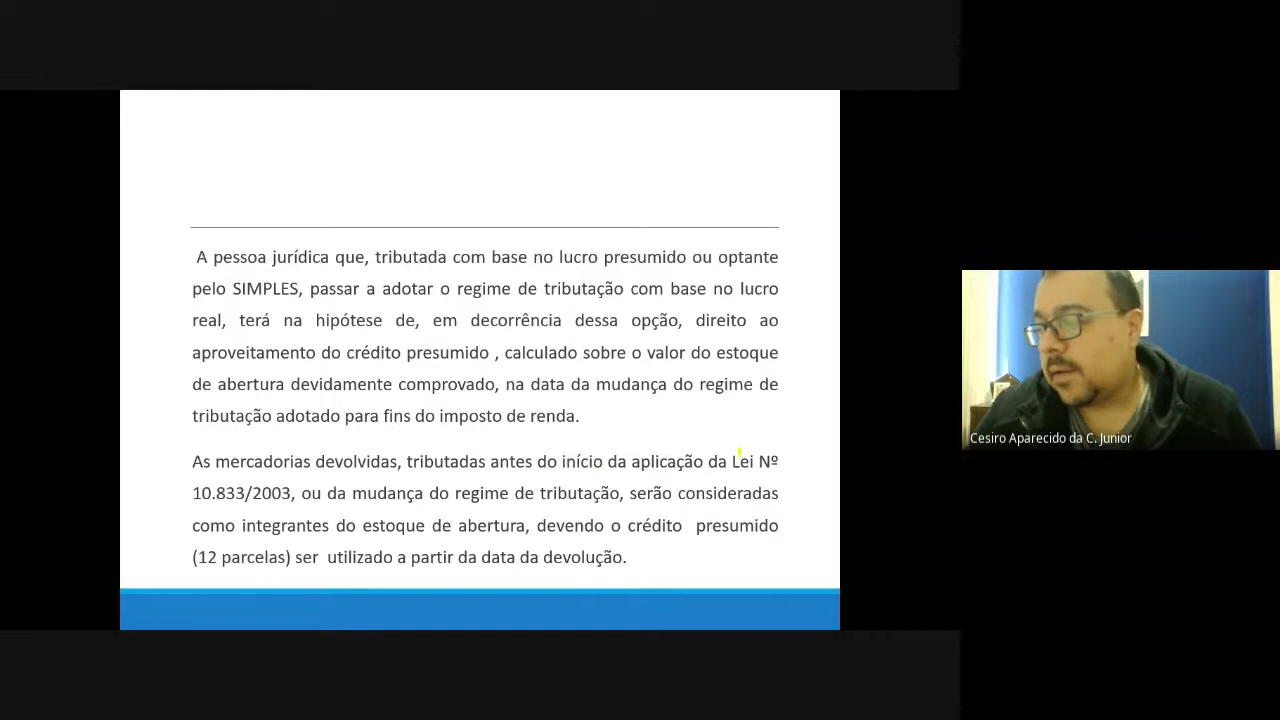 A pessoa jurídica que, tributada com base no lucro presumido ou optante
pelo SIMPLES, passar a adotar o regime de tributação com base no lucro
real, terá na hipótese de, em decorrência dessa opção, direito ao
aproveitamento do crédito presumido , calculado sobre o valor do estoque
de abertura devidamente comprovado, na data da mudança do regime de
tributação adotado para fins do imposto de renda.
As mercadorias devolvidas, tributadas antes do início da aplicação da Lei Nº
10.833/2003, ou da mudança do regime de tributação, serão consideradas
como integrantes do estoque de abertura, devendo o crédito presumido
(12 parcelas) ser utilizado a partir da data da devolução.
Cesiro Aparecido da C. Junior